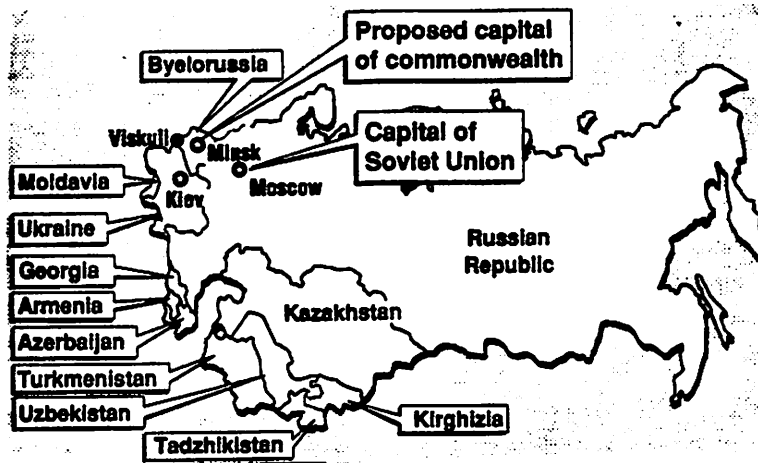 Proposed capital
of commonwealth
Byelorussia
Viskuli
Minsk
Capital of
Soviet Union
Moscow
Moldavia
Kiev
Ukraine
Russian
Republic
Georgia
Armenia
Kazakhstan
Azerbaijan
Turkmenistan
Uzbekistan
Kirghizia
Tadzhikistan